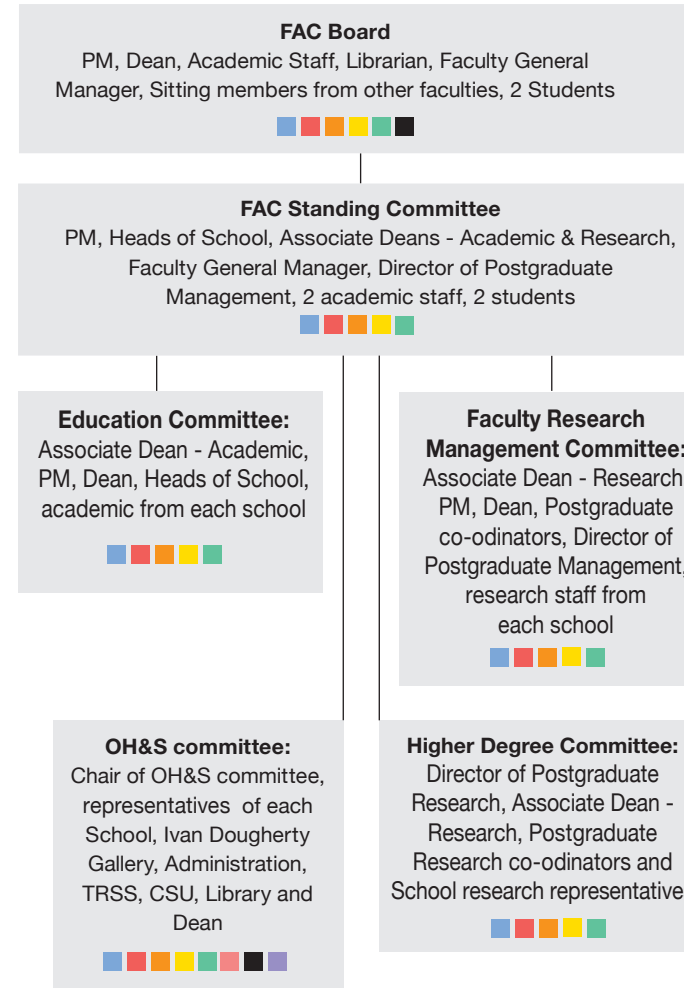 FAC Board
PM, Dean, Academic Staff, Librarian, Faculty General
Manager, Sitting members from other faculties, 2 Students
FAC Standing Committee
PM, Heads of School, Associate Deans - Academic & Research,
Faculty General Manager, Director of Postgraduate
Management, 2 academic staff, 2 students
Education Committee:
Associate Dean - Academic,
PM, Dean, Heads of School,
academic from each school
Faculty Research
Management Committee:
Associate Dean - Research
PM, Dean, Postgraduate
co-odinators, Director of
Postgraduate Management,
research staff from
each school
OH&S committee:
Chair of OH&S committee,
representatives of each
School, Ivan Dougherty
Gallery, Administration,
TRSS, CSU, Library and
Dean
Higher Degree Committee:
Director of Postgraduate
Research, Associate Dean -
Research, Postgraduate
Research co-odinators and
School research representative